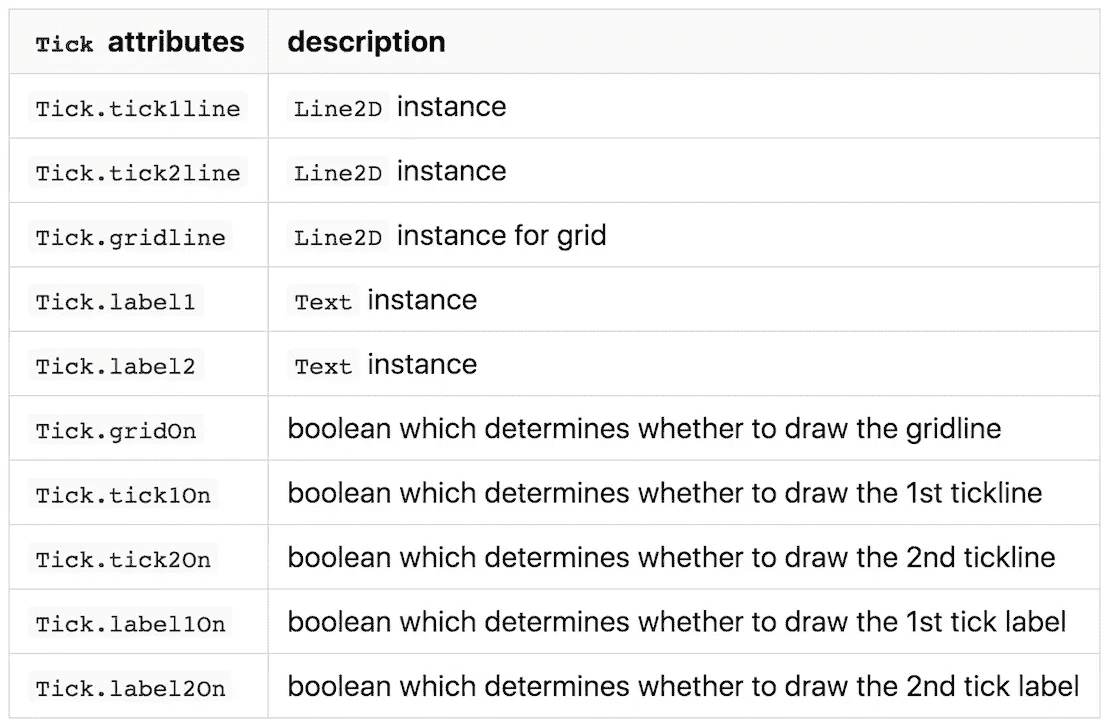 Tick attributes description
Tick.tick1line Line2D instance
Tick.tick2line Line2D instance
Tick.gridline Line2D instance for grid
Tick.label1 Text instance
Tick.label2 Text instance
Tick.gridOn boolean which determines whether to draw the gridline
Tick.tick1On boolean which determines whether to draw the 1st tickline
Tick.tick2On boolean which determines whether to draw the 2nd tickline
Tick.label1On boolean which determines whether to draw the 1st tick label
Tick.label2On boolean which determines whether to draw the 2nd tick label